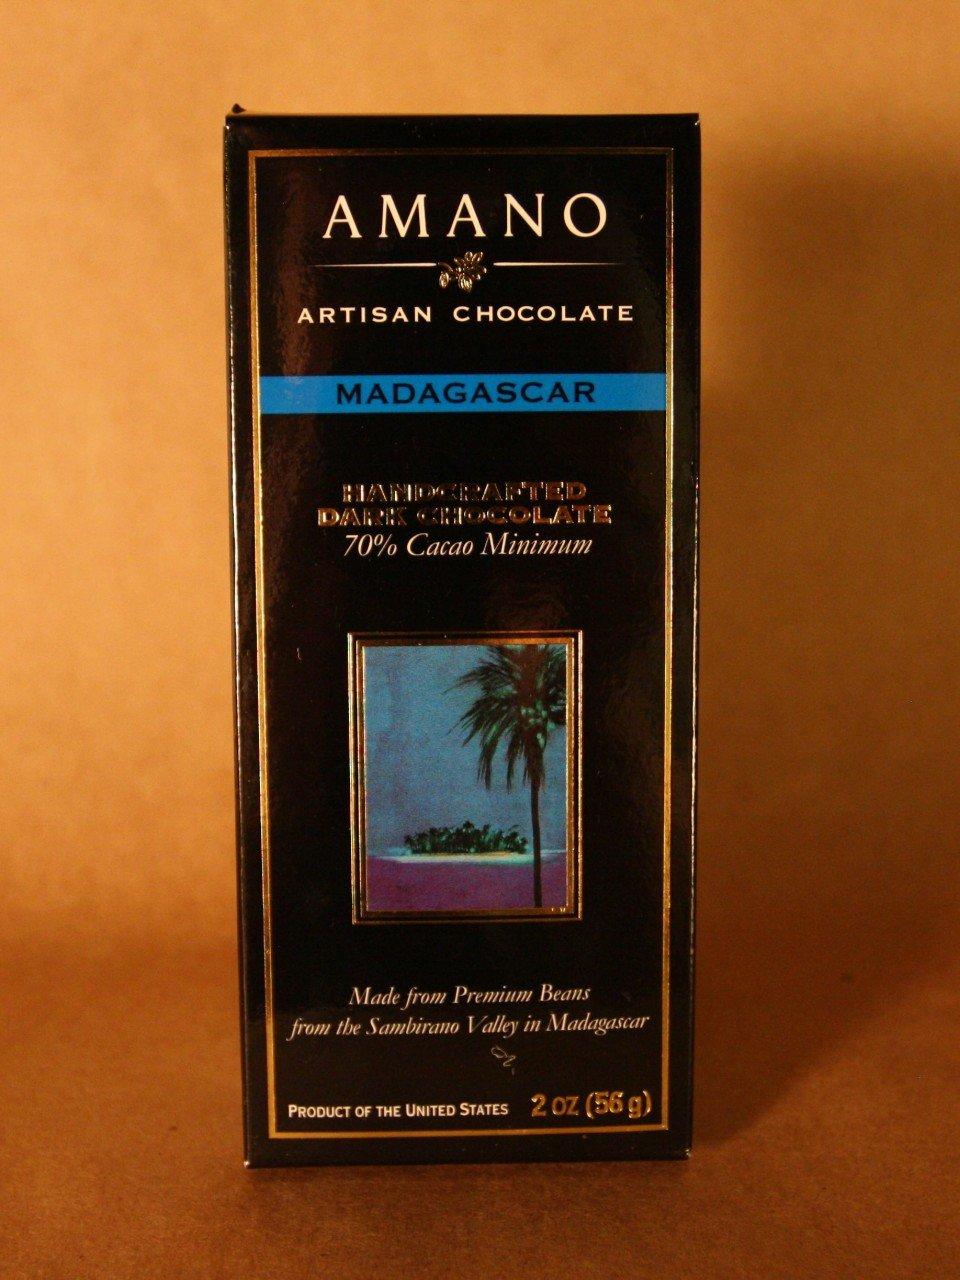 AMANO
ARTISAN CHOCOLATE
MADAGASCAR
HANDCRAFTED
DARK CHOCOLATE
70% Cacao Minimum
Made from Premium Beans
from the Sambirano Valley in Madagascar
PRODUCT OF THE UNITED STATES 2 OZ (56 g)